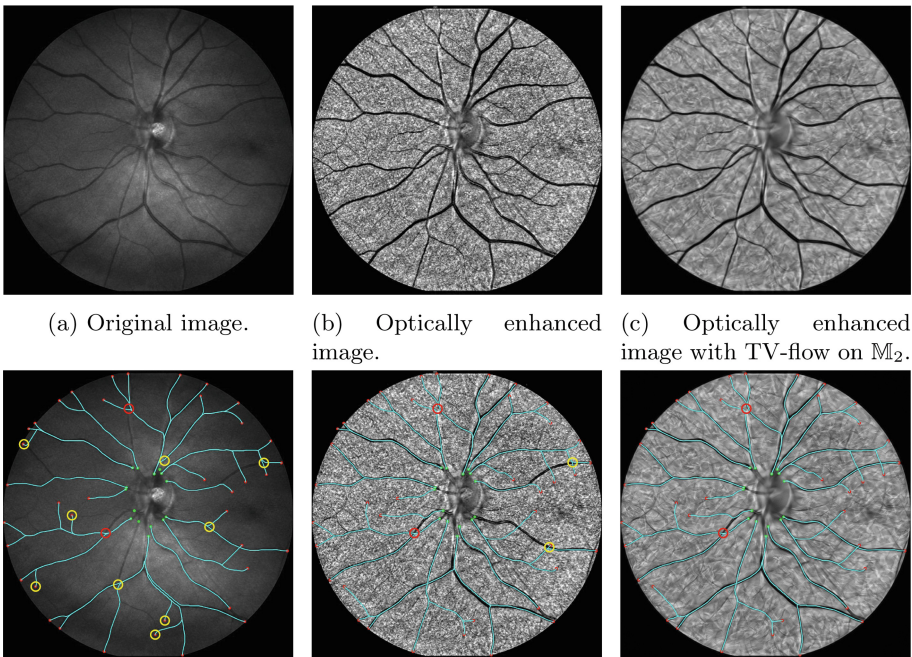 (a) Original image.
(b) Optically enhanced
image.
(c) Optically enhanced
image with TV-flow on 𝕄₂.